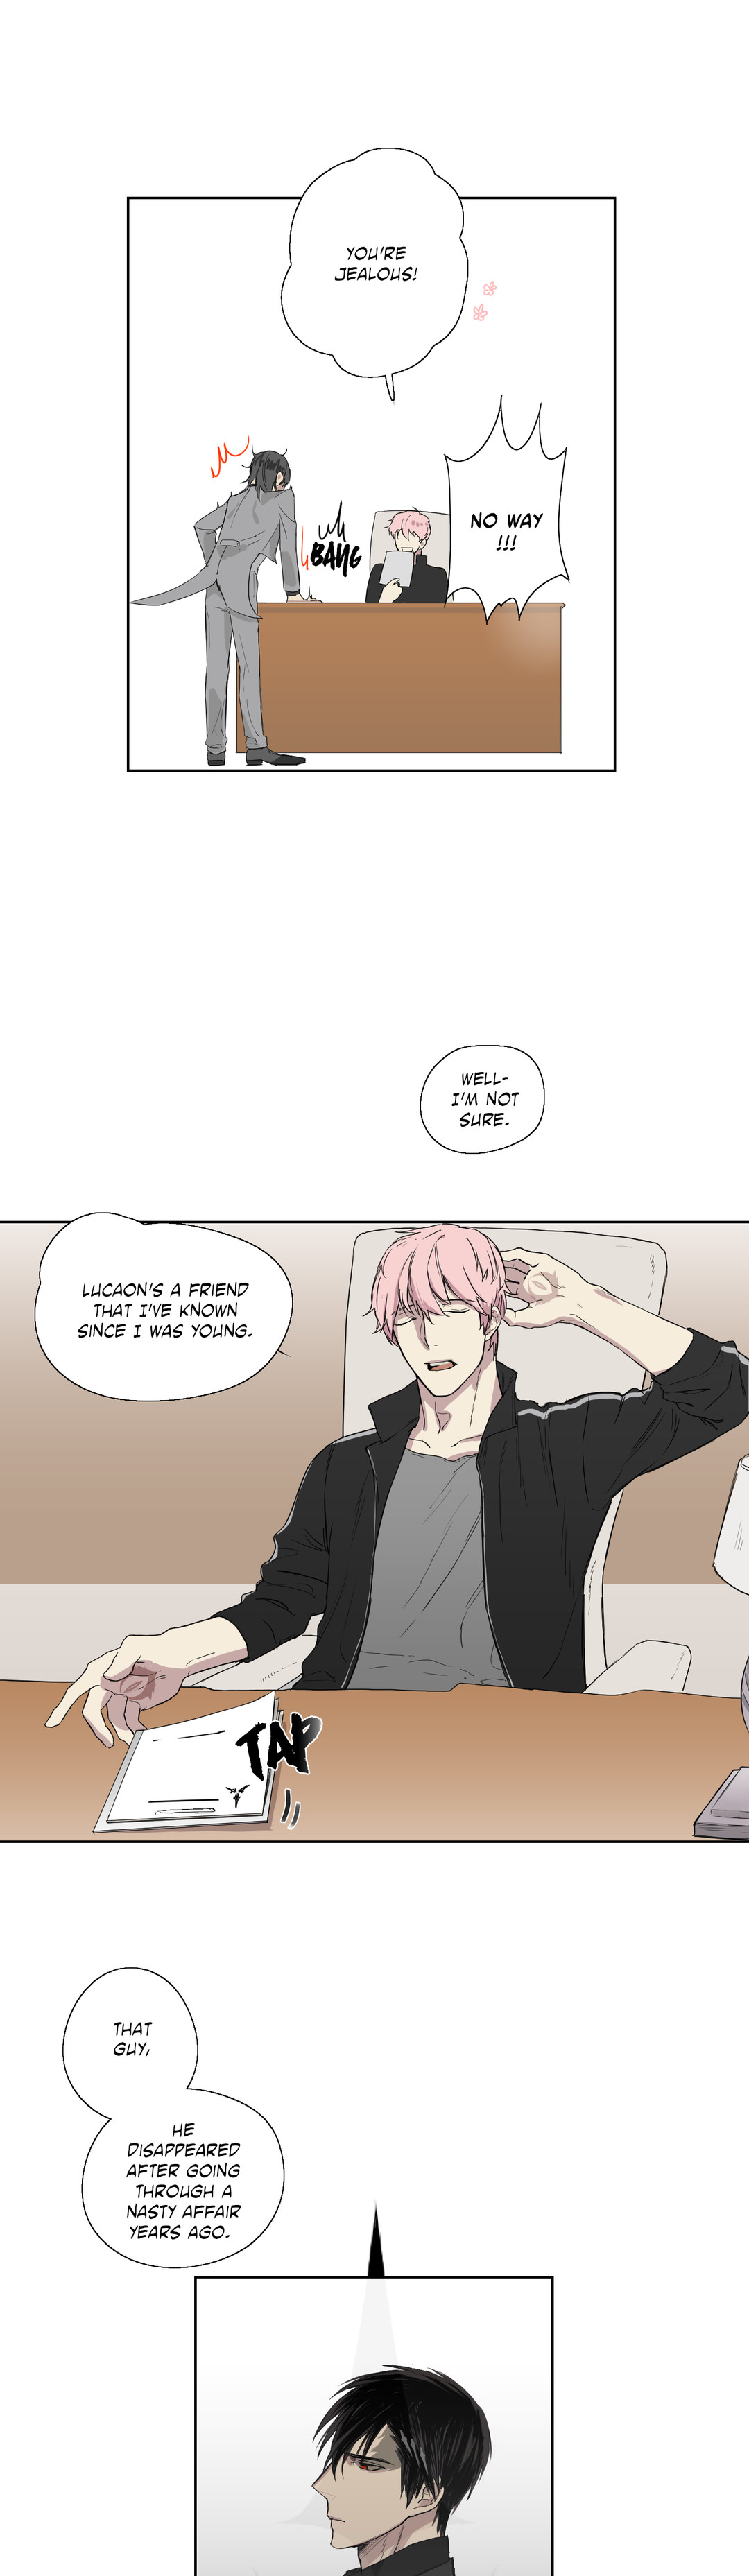 YOU'RE
JEALOUS!
NO WAY
!!!
BANG
WELL-
I'M NOT
SURE.
LUCAON'S A FRIEND
THAT I'VE KNOWN
SINCE I WAS YOUNG.
TAP
THAT
GUY,
HE
DISAPPEARED
AFTER GOING
THROUGH A
NASTY AFFAIR
YEARS AGO.